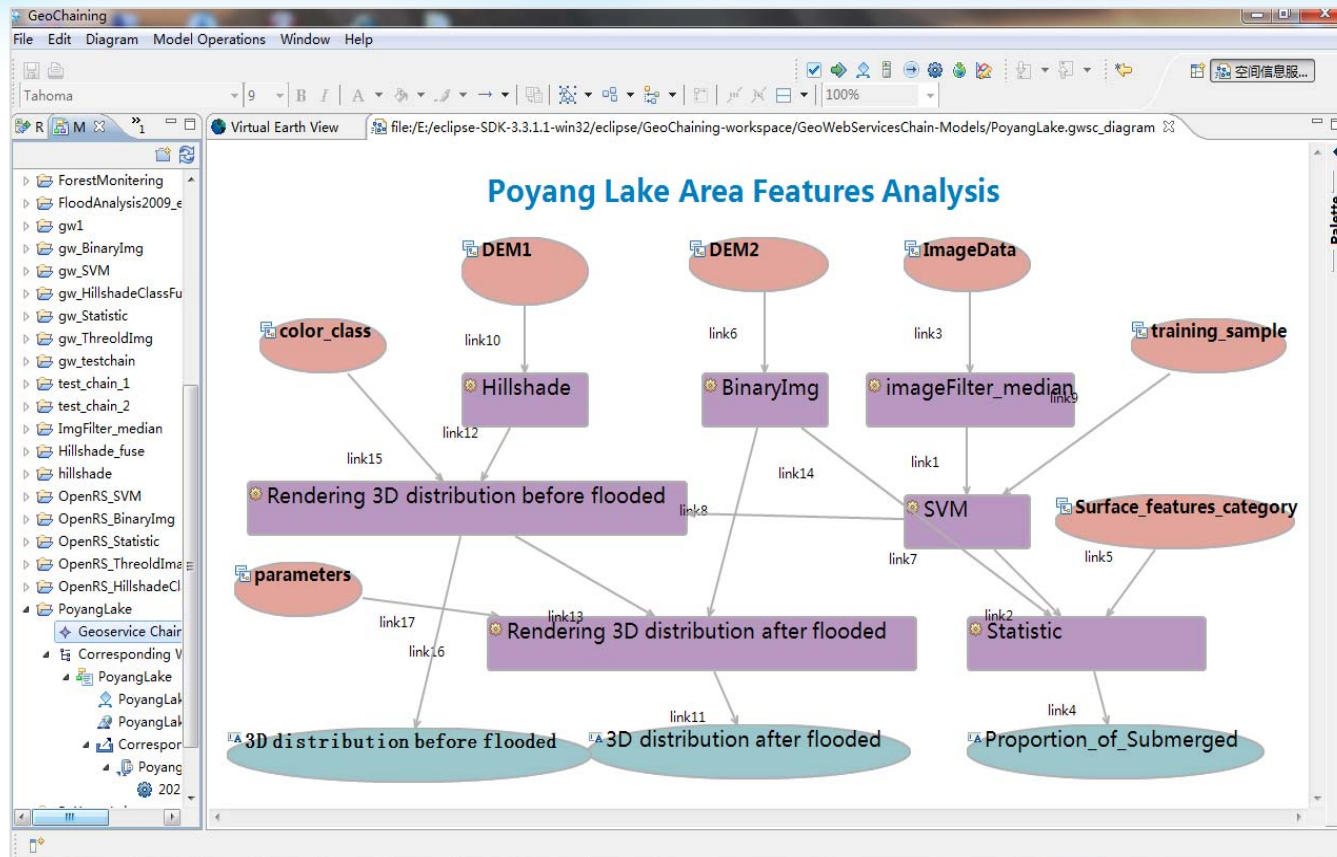 GeoChaining
File Edit Diagram Model Operations Window Help
空间信息服...
Tahoma 9 B I A 100%
R M 1 Virtual Earth View file:/E:/eclipse-SDK-3.3.1.1-win32/eclipse/GeoChaining-workspace/GeoWebServicesChain-Models/PoyangLake.gwsc_diagram
Palette
ForestMonitering
FloodAnalysis2009_e
gw1
gw_BinaryImg
gw_SVM
gw_HillshadeClassFu
gw_Statistic
gw_ThreoldImg
gw_testchain
test_chain_1
test_chain_2
ImgFilter_median
Hillshade_fuse
hillshade
OpenRS_SVM
OpenRS_BinaryImg
OpenRS_Statistic
OpenRS_ThreoldIma
OpenRS_HillshadeCl
PoyangLake
Geoservice Chair
Corresponding V
PoyangLake
PoyangLak
PoyangLak
Correspor
Poyang
202
Poyang Lake Area Features Analysis
DEM1
DEM2
ImageData
color_class
link10
link6
link3
training_sample
Hillshade
BinaryImg
imageFilter_median
link9
link12
link15
link14
link1
Rendering 3D distribution before flooded
link8
SVM
Surface_features_category
link7
link5
parameters
link17
link13
link2
Rendering 3D distribution after flooded
Statistic
link16
link11
link4
3D distribution before flooded
3D distribution after flooded
Proportion_of_Submerged